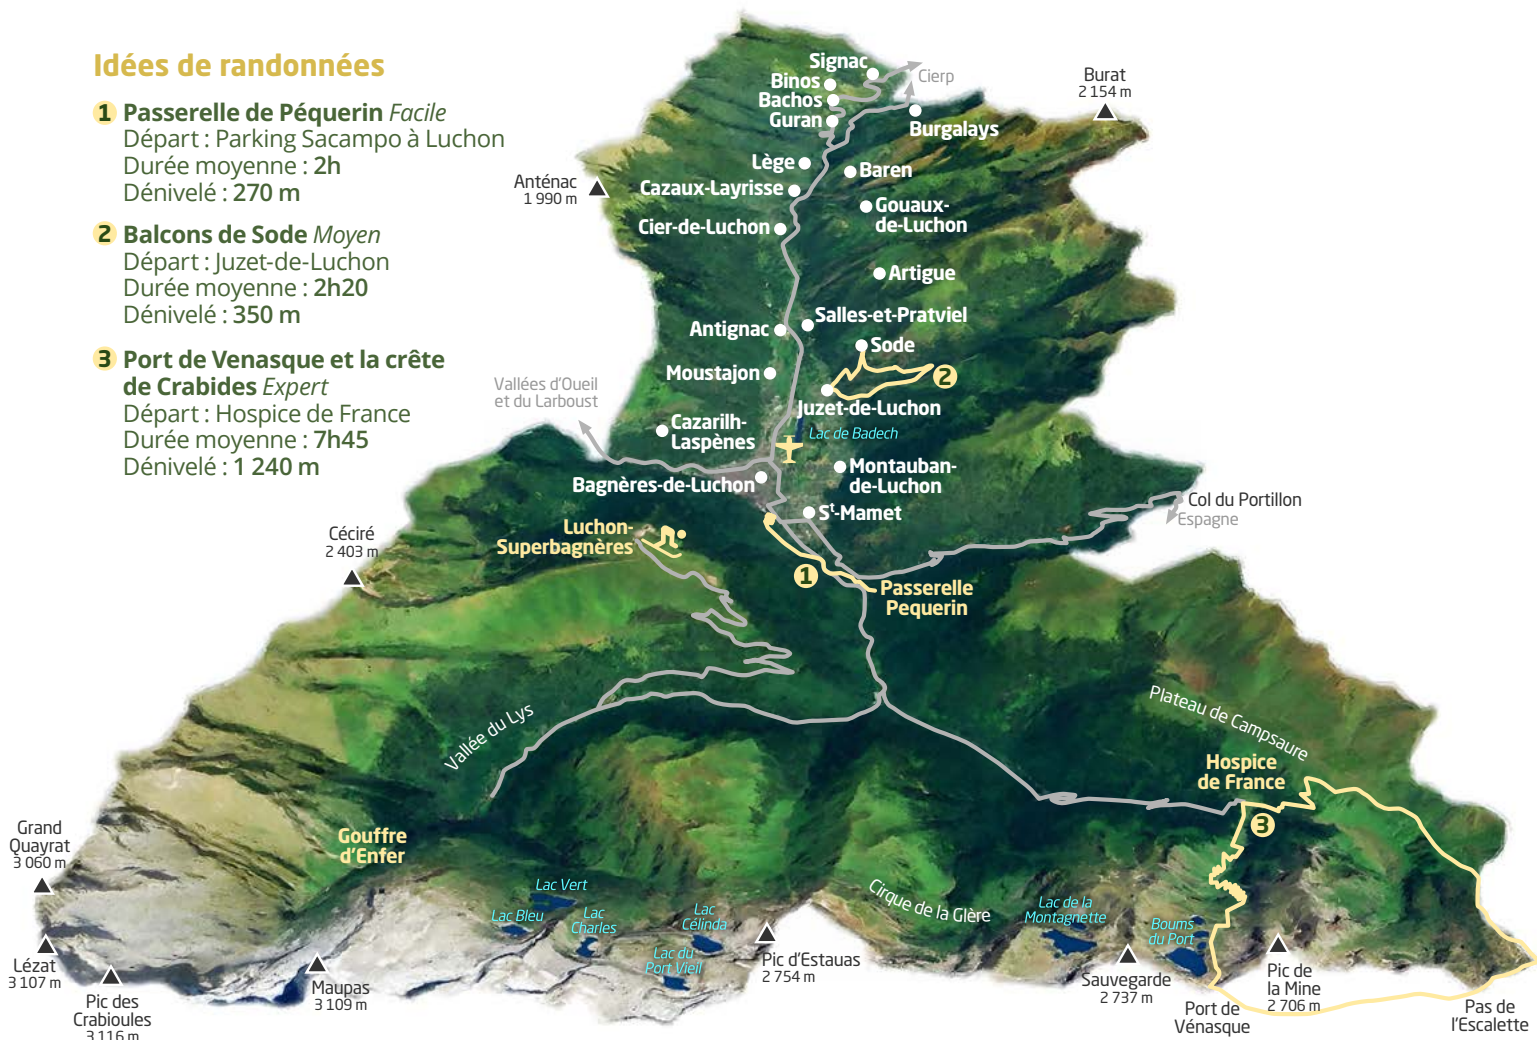 Idées de randonnées
1 Passerelle de Péquerin Facile
Départ : Parking Sacampo à Luchon
Durée moyenne : 2h
Dénivelé : 270 m
2 Balcons de Sode Moyen
Départ : Juzet-de-Luchon
Durée moyenne : 2h20
Dénivelé : 350 m
3 Port de Venasque et la crête
de Crabides Expert
Départ : Hospice de France
Durée moyenne : 7h45
Dénivelé : 1 240 m
Signac
Cierp
Binos
Bachos
Guran
Burgalays
Burat
2 154 m
Lège
Baren
Anténac
1 990 m
Cazaux-Layrisse
Gouaux-
de-Luchon
Cier-de-Luchon
Artigue
Salles-et-Pratviel
Antignac
Sode
Moustajon
2
Vallées d'Oueil
et du Larboust
Juzet-de-Luchon
Cazarilh-
Laspènes
Lac de Badech
Montauban-
de-Luchon
Bagnères-de-Luchon
St-Mamet
Col du Portillon
Espagne
Luchon-
Superbagnères
Céciré
2 403 m
1
Passerelle
Pequerin
Vallée du Lys
Plateau de Campsaure
Hospice
de France
3
Gouffre
d'Enfer
Grand
Quayrat
3 060 m
Lac Vert
Lac Bleu
Lac
Charles
Lac
Célinda
Lac du
Port Vieil
Cirque de la Glère
Lac de la
Montagnette
Boums
du Port
Lézat
3 107 m
Pic des
Crabioules
3 116 m
Maupas
3 109 m
Pic d'Estauas
2 754 m
Sauvegarde
2 737 m
Pic de
la Mine
2 706 m
Port de
Vénasque
Pas de
l'Escalette